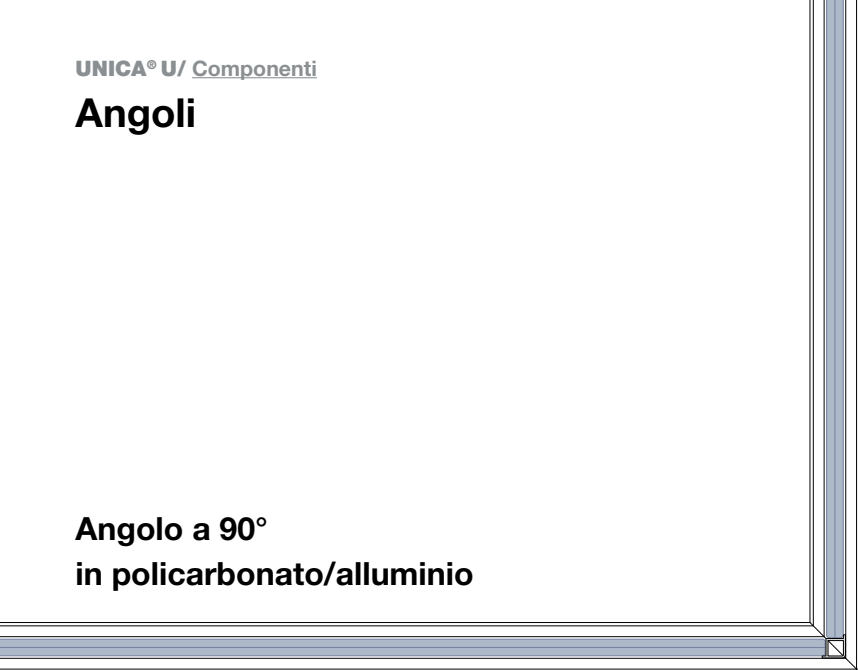 UNICA® U/ Componenti
Angoli
Angolo a 90°
in policarbonato/alluminio